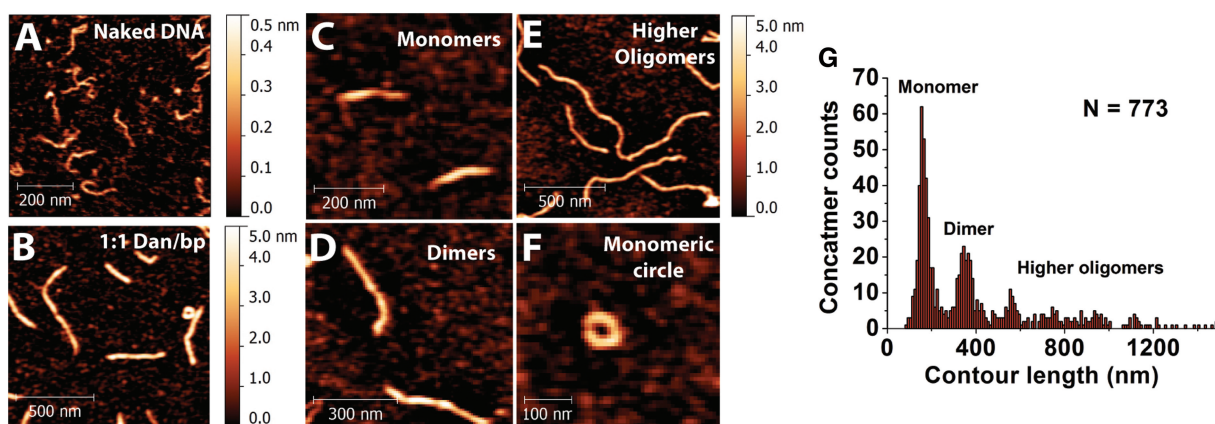 A
Naked DNA
200 nm
0.5 nm
0.4
0.3
0.2
0.1
0.0
B
1:1 Dan/bp
500 nm
5.0 nm
4.0
3.0
2.0
1.0
0.0
C
Monomers
200 nm
D
Dimers
300 nm
E
Higher
Oligomers
500 nm
5.0 nm
4.0
3.0
2.0
1.0
0.0
F
Monomeric
circle
100 nm
G
70
60
50
40
30
20
10
0
Concatmer counts
Monomer
N = 773
Dimer
Higher oligomers
0
400
800
1200
Contour length (nm)